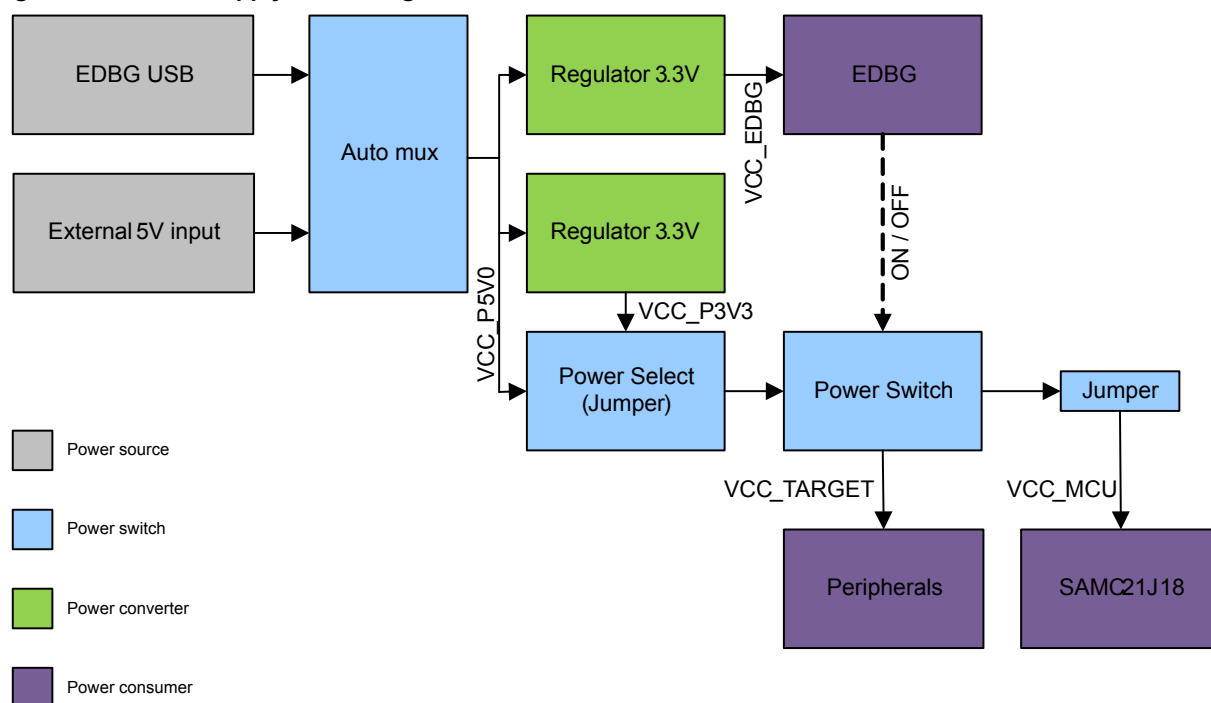 EDBG USB
Regulator 3.3V
EDBG
Auto mux
VCC_EDBG
External 5V input
Regulator 3.3V
ON / OFF
VCC_P5V0
VCC_P3V3
Power Select
(Jumper)
Power Switch
Jumper
Power source
VCC_TARGET
VCC_MCU
Power switch
Peripherals
SAMC21J18
Power converter
Power consumer